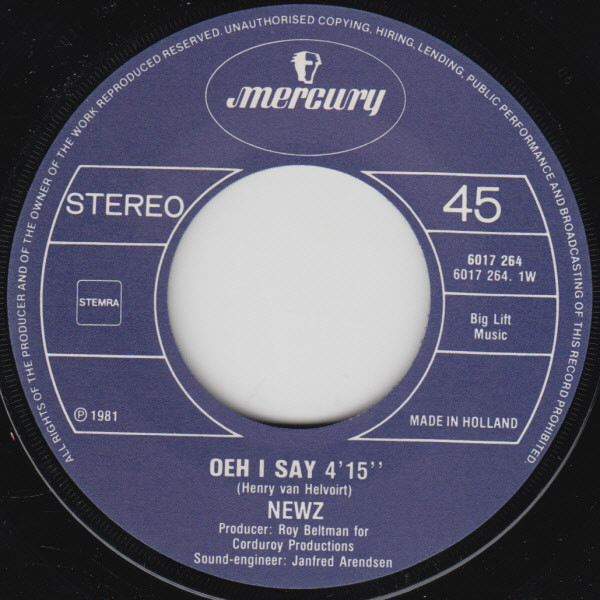 ALL RIGHTS OF THE PRODUCER AND OF THE OWNER OF THE WORK REPRODUCED RESERVED. UNAUTHORISED COPYING, HIRING, LENDING, PUBLIC PERFORMANCE AND BROADCASTING OF THIS RECORD PROHIBITED.
mercury
STEREO
45
6017 264
6017 264. 1W
STEMRA
Big Lift
Music
Ⓟ 1981
MADE IN HOLLAND
OEH I SAY 4'15''
(Henry van Helvoirt)
NEWZ
Producer: Roy Beltman for
Corduroy Productions
Sound-engineer: Janfred Arendsen